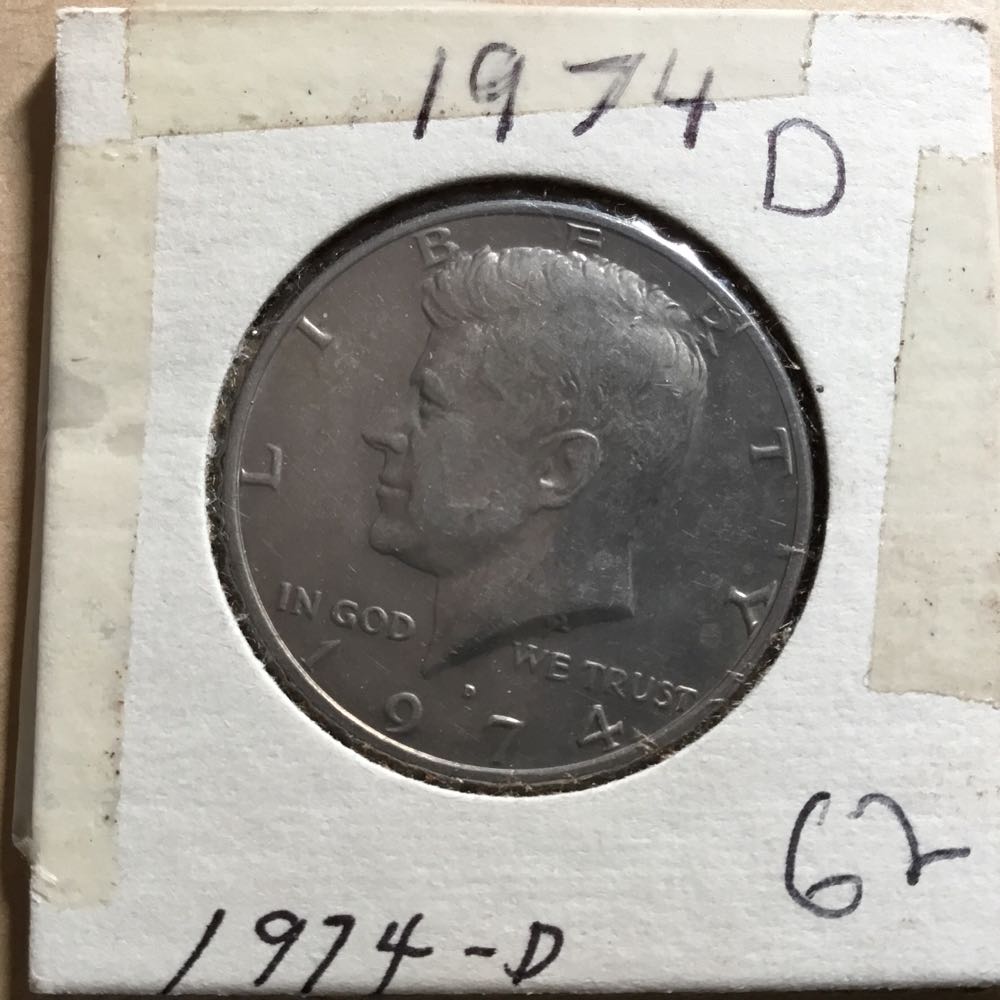 1974
D
LIBERTY
IN GOD
WE TRUST
D
1974
62
1974-D